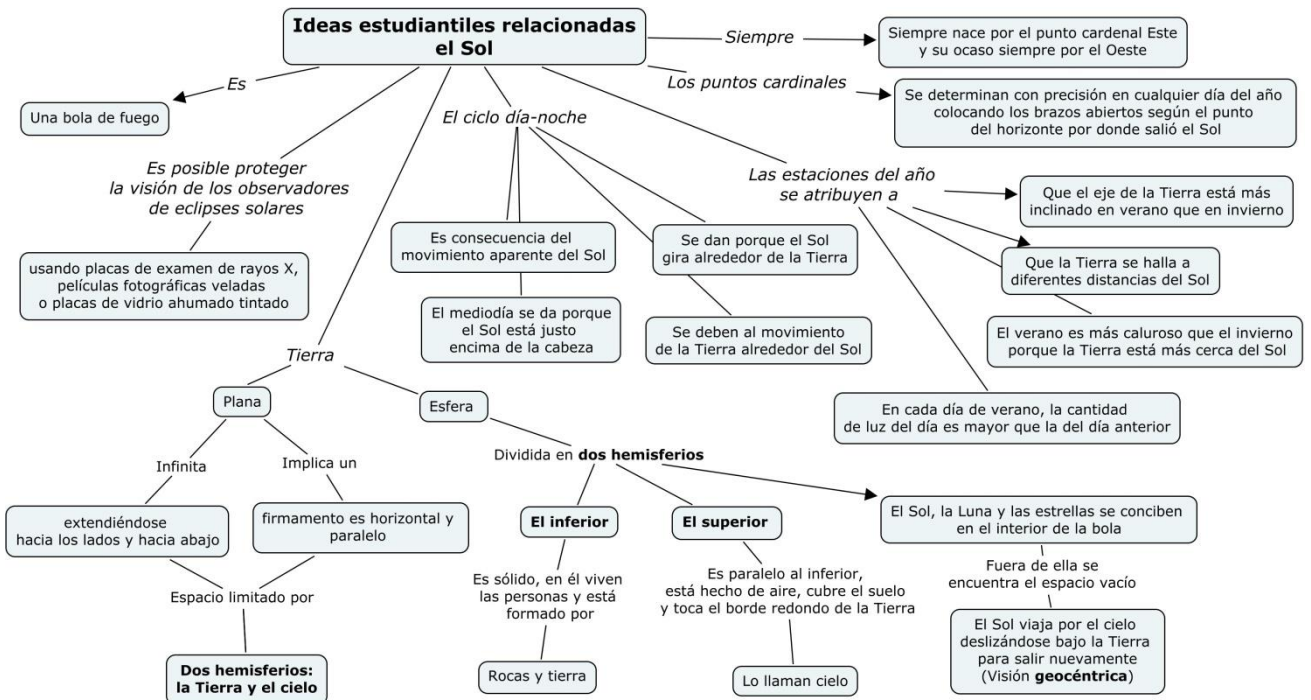 Ideas estudiantiles relacionadas
el Sol
Siempre
Siempre nace por el punto cardenal Este
y su ocaso siempre por el Oeste
Los puntos cardinales
Se determinan con precisión en cualquier día del año
colocando los brazos abiertos según el punto
del horizonte por donde salió el Sol
Es
Una bola de fuego
El ciclo día-noche
Es posible proteger
la visión de los observadores
de eclipses solares
usando placas de examen de rayos X,
películas fotográficas veladas
o placas de vidrio ahumado tintado
Es consecuencia del
movimiento aparente del Sol
El mediodía se da porque
el Sol está justo
encima de la cabeza
Se dan porque el Sol
gira alrededor de la Tierra
Se deben al movimiento
de la Tierra alrededor del Sol
Las estaciones del año
se atribuyen a
Que el eje de la Tierra está más
inclinado en verano que en invierno
Que la Tierra se halla a
diferentes distancias del Sol
El verano es más caluroso que el invierno
porque la Tierra está más cerca del Sol
En cada día de verano, la cantidad
de luz del día es mayor que la del día anterior
Tierra
Plana
Esfera
Infinita
Implica un
extendiéndose
hacia los lados y hacia abajo
firmamento es horizontal y
paralelo
Espacio limitado por
Dos hemisferios:
la Tierra y el cielo
Dividida en dos hemisferios
El inferior
El superior
El Sol, la Luna y las estrellas se conciben
en el interior de la bola
Es sólido, en él viven
las personas y está
formado por
Rocas y tierra
Es paralelo al inferior,
está hecho de aire, cubre el suelo
y toca el borde redondo de la Tierra
Lo llaman cielo
Fuera de ella se
encuentra el espacio vacío
El Sol viaja por el cielo
deslizándose bajo la Tierra
para salir nuevamente
(Visión geocéntrica)